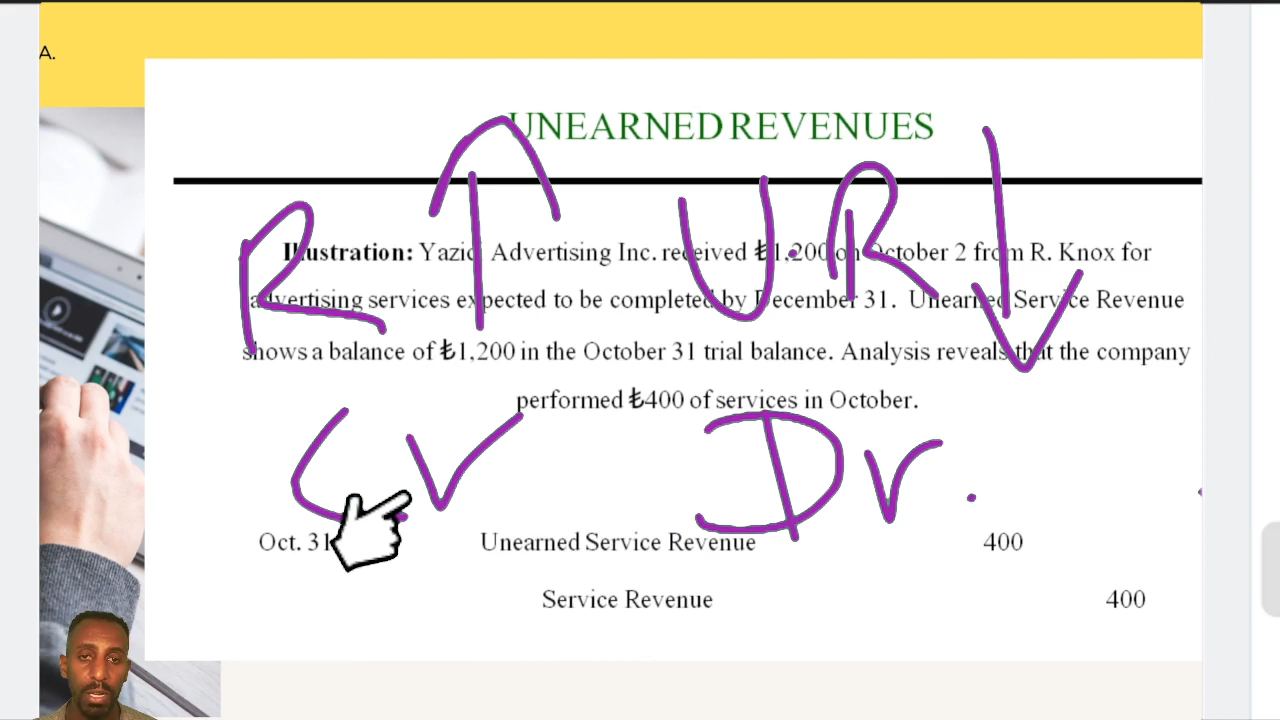 A.
UNEARNED REVENUES
R ↑ U.R ↓
Illustration: Yazici Advertising Inc. received ₺1,200 on October 2 from R. Knox for
advertising services expected to be completed by December 31. Unearned Service Revenue
shows a balance of ₺1,200 in the October 31 trial balance. Analysis reveals that the company
performed ₺400 of services in October.
Cr Dr.
Oct. 31 Unearned Service Revenue 400
Service Revenue 400